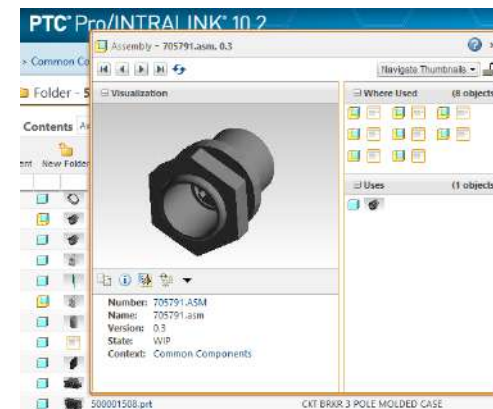 PTC® Pro/INTRALINK® 10.2
Assembly - 705791.asm, 0.3
Common Co
Navigate Thumbnails
Folder - 5
Visualization
Where Used (8 objects
Contents
New Folder
Uses (1 objects
Number: 705791.ASM
Name: 705791.asm
Version: 0.3
State: WIP
Context: Common Components
500001508.prt CKT BRKR 3 POLE MOLDED CASE